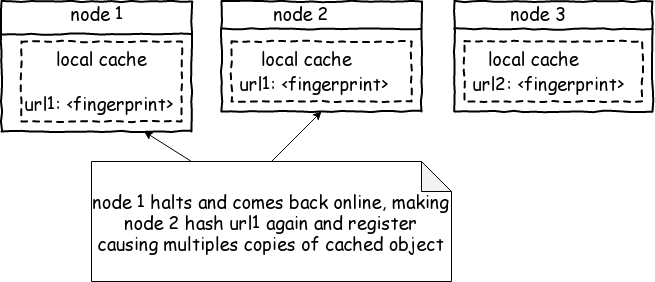 node 1
local cache
url1: <fingerprint>
node 2
local cache
url1: <fingerprint>
node 3
local cache
url2: <fingerprint>
node 1 halts and comes back online, making
node 2 hash url1 again and register
causing multiples copies of cached object